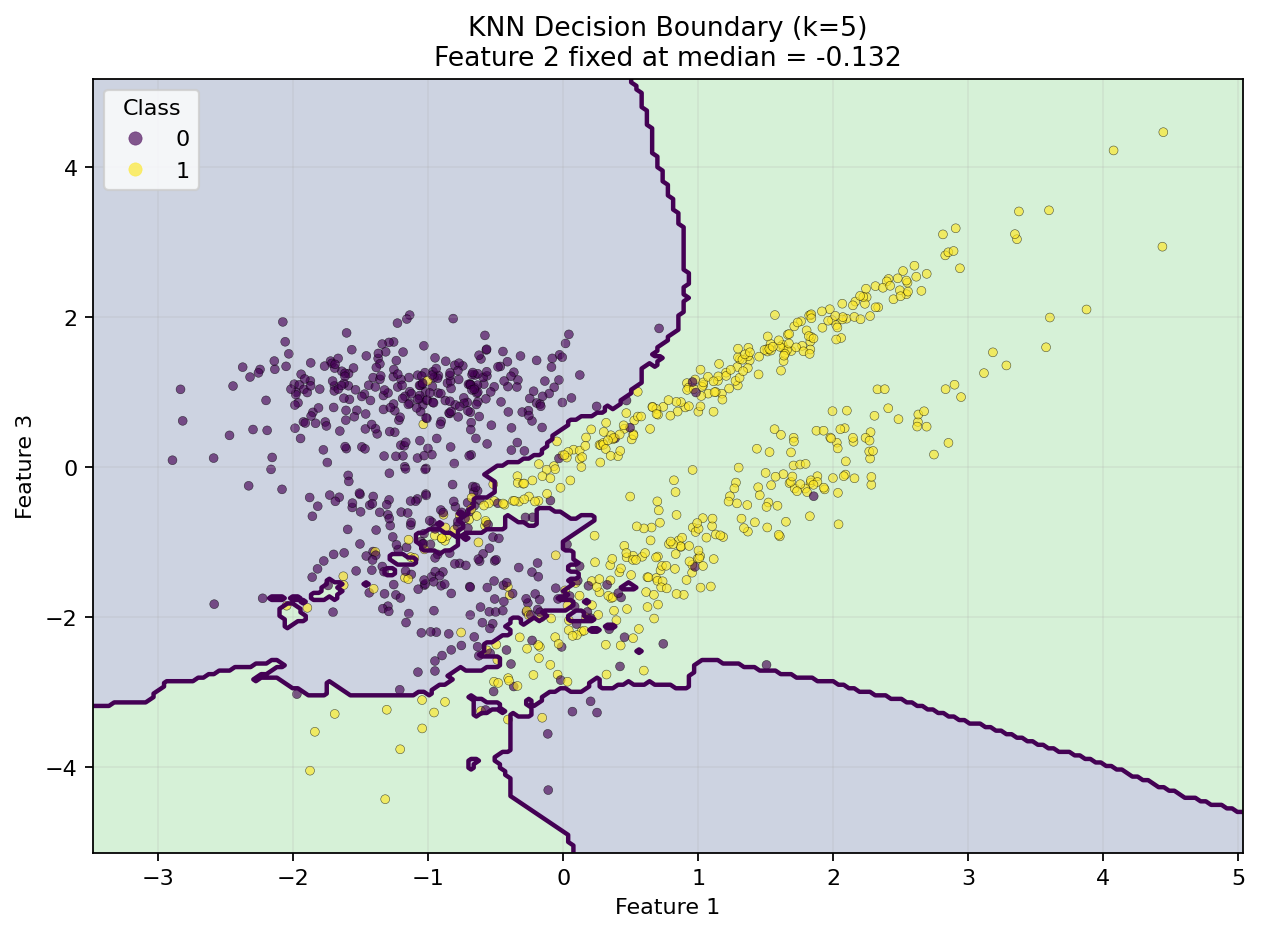 KNN Decision Boundary (k=5)
Feature 2 fixed at median = -0.132
Class
0
1
4
2
0
−2
−4
Feature 3
−3 −2 −1 0 1 2 3 4 5
Feature 1